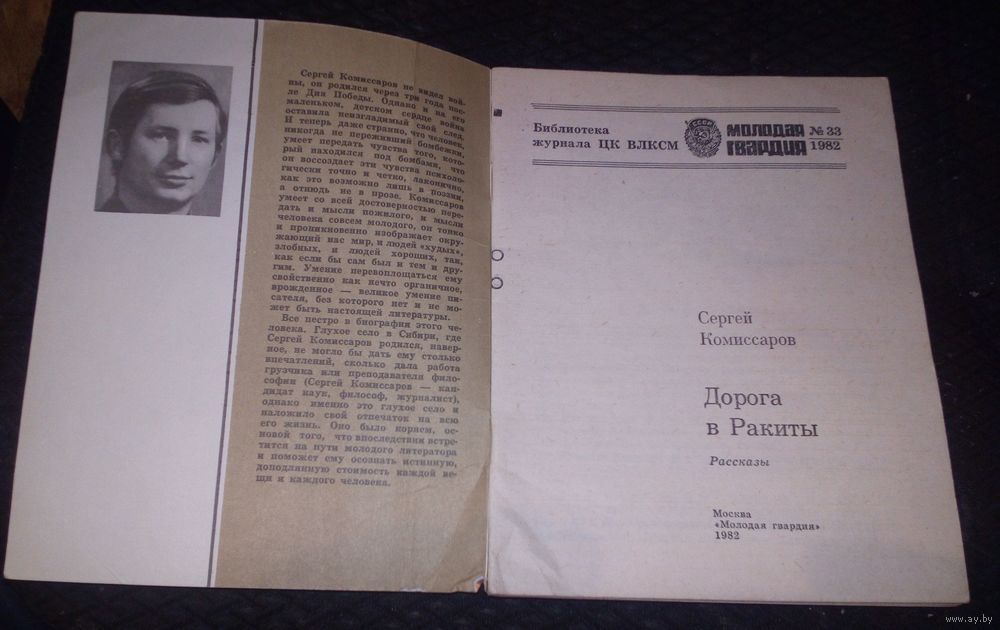 Сергей Комиссаров не видел вой-
ны, он родился через три года пос-
ле Дня Победы. Однако и на его
маленьком, детском сердце война
оставила неизгладимый свой след.
И теперь даже странно, что человек,
никогда не переживший бомбежки,
умеет передать чувства того, кото-
рый находился под бомбами, что
он воссоздает эти чувства психоло-
гически точно и четко, лаконично,
как это возможно лишь в поэзии,
а отнюдь не в прозе. Комиссаров
умеет со всей достоверностью пере-
дать и мысли пожилого, и мысли
человека совсем молодого, он тонко
и проникновенно изображает окру-
жающий нас мир, и людей «худых»,
злобных, и людей хороших, так,
как если бы сам был и тем и дру-
гим. Умение перевоплощаться ему
свойственно как нечто органичное,
врожденное — великое умение пи-
сателя, без которого нет и не мо-
жет быть настоящей литературы.
Все пестро в биографии этого че-
ловека. Глухое село в Сибири, где
Сергей Комиссаров родился, навер-
ное, не могло бы дать ему столько
впечатлений, сколько дала работа
грузчика или преподавателя фило-
софии (Сергей Комиссаров — кан-
дидат наук, философ, журналист),
однако именно это глухое село и
наложило свой отпечаток на всю
его жизнь. Оно было корнем, ос-
новой того, что впоследствии встре-
тится на пути молодого литератора
и поможет ему осознать истинную,
доподлинную стоимость каждой ве-
щи и каждого человека.
Библиотека
журнала ЦК ВЛКСМ
СССР
МОЛОДАЯ
ГВАРДИЯ
№ 33
1982
Сергей
Комиссаров
Дорога
в Ракиты
Рассказы
Москва
«Молодая гвардия»
1982
www.ay.by